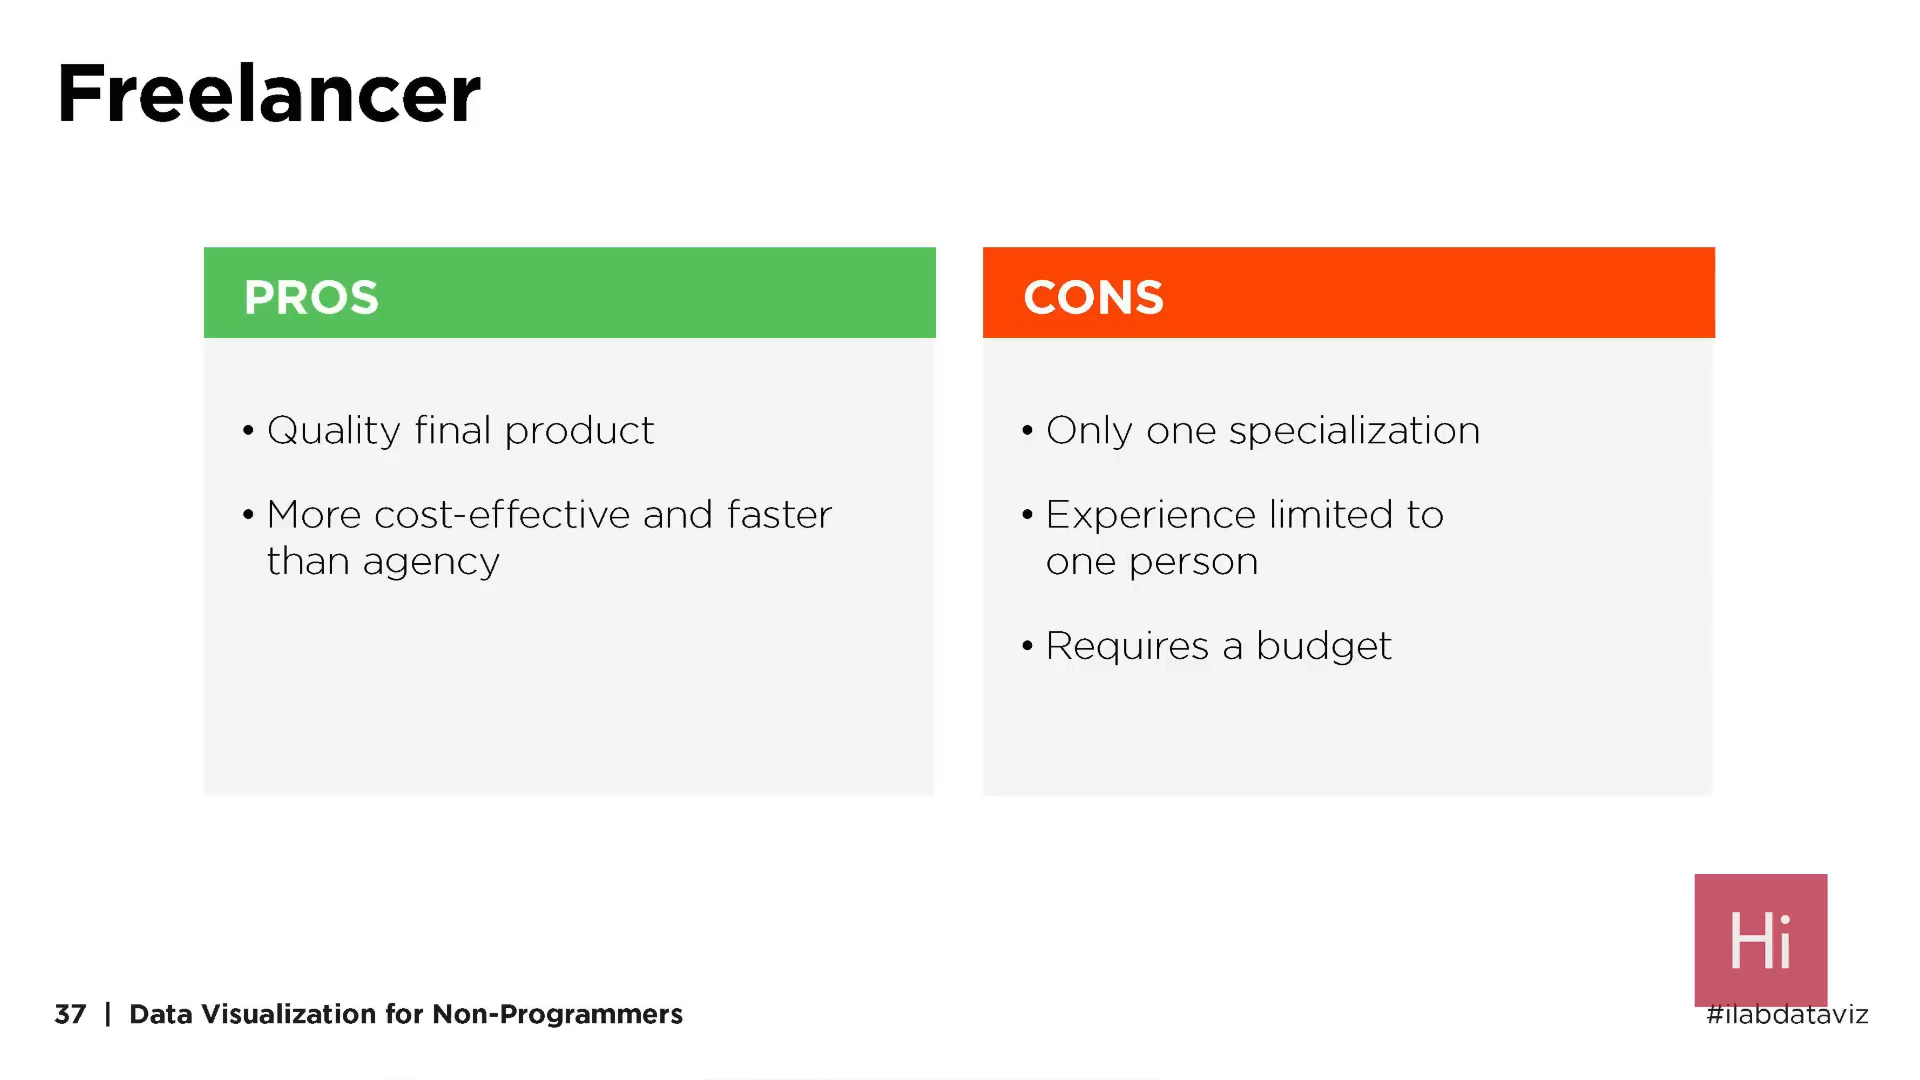 Freelancer
PROS
• Quality final product
• More cost-effective and faster
than agency
CONS
• Only one specialization
• Experience limited to
one person
• Requires a budget
Hi
37 | Data Visualization for Non-Programmers
#ilabdataviz